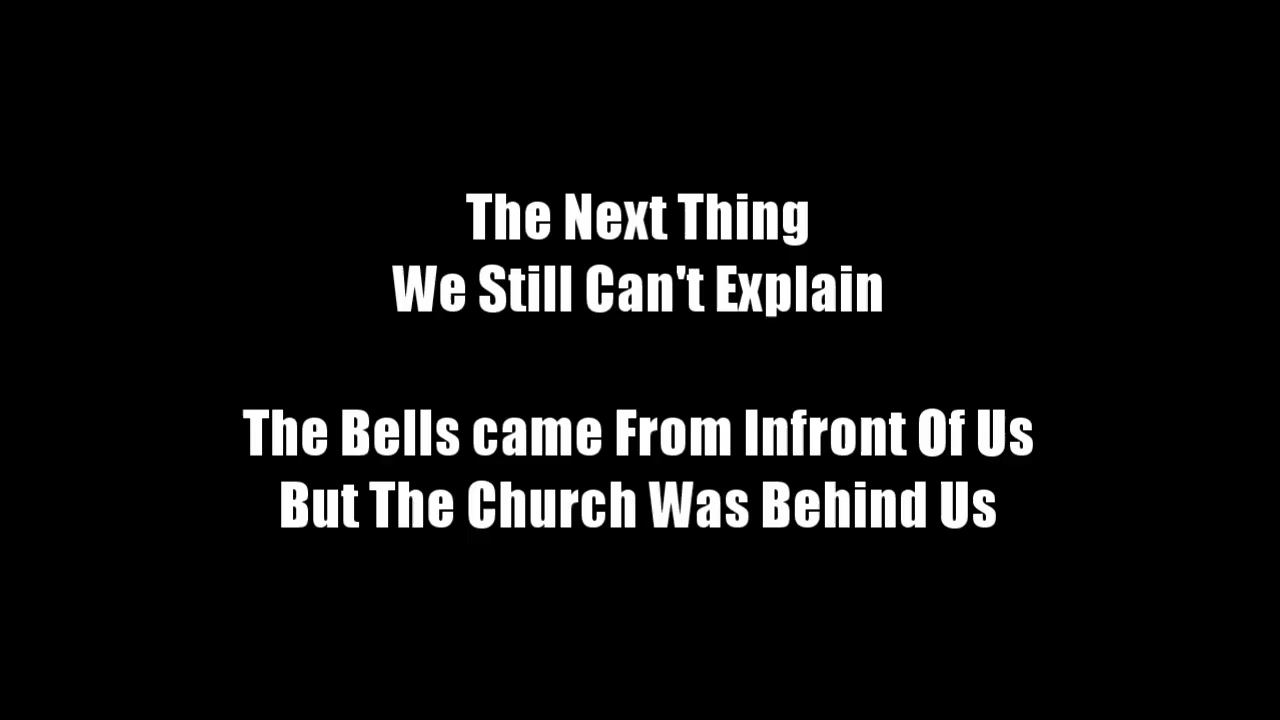 The Next Thing
We Still Can't Explain
The Bells came From Infront Of Us
But The Church Was Behind Us